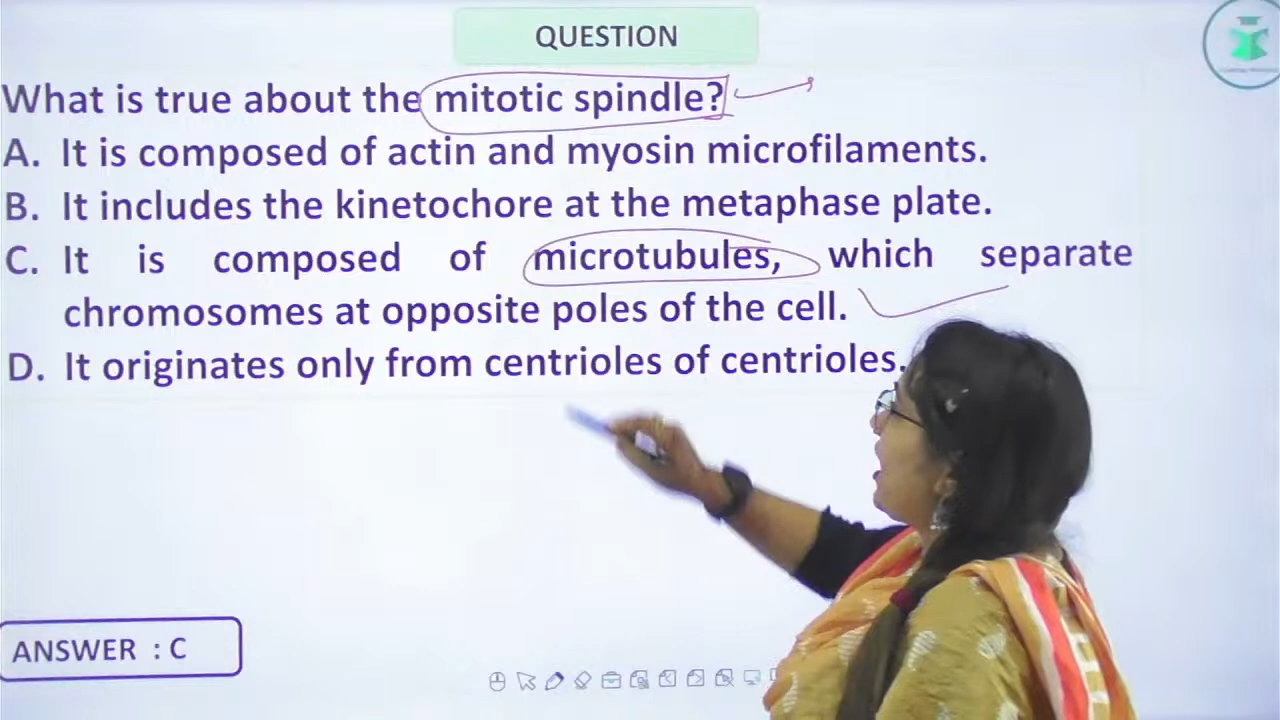 QUESTION
What is true about the mitotic spindle?
A. It is composed of actin and myosin microfilaments.
B. It includes the kinetochore at the metaphase plate.
C. It is composed of microtubules, which separate
chromosomes at opposite poles of the cell.
D. It originates only from centrioles of centrioles.
ANSWER : C